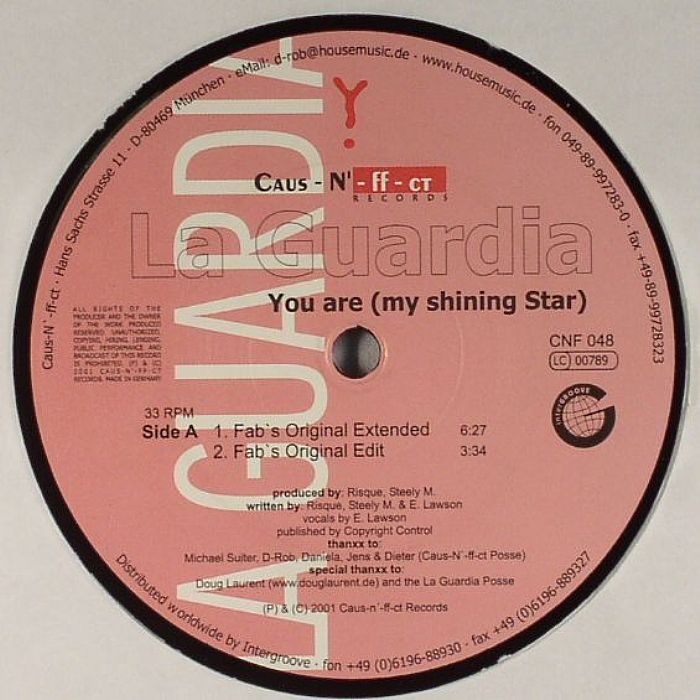 Caus-N'-ff-ct · Hans Sachs Strasse 11 · D-80469 München · eMail: d-rob@housemusic.de · www.housemusic.de · fon 049-89-997283-0 · fax +49-89-99728323
LA GUARDIA
CAUS - N' - ff - CT
RECORDS
La Guardia
You are (my shining Star)
ALL RIGHTS OF THE
PRODUCER AND THE OWNER
OF THE WORK PRODUCED
RESERVED. UNAUTHORIZED,
COPYING, HIRING, LENDING,
PUBLIC PERFORMANCE AND
BROADCAST OF THIS RECORD
IS PROHIBITED. (P) & (C)
2001 CAUS-N'-FF-CT
RECORDS. MADE IN GERMANY
CNF 048
LC 00789
intergroove
33 RPM
Side A 1. Fab`s Original Extended 6:27
2. Fab`s Original Edit 3:34
produced by: Risque, Steely M.
written by: Risque, Steely M. & E. Lawson
vocals by E. Lawson
published by Copyright Control
thanxx to:
Michael Suiter, D-Rob, Daniela, Jens & Dieter (Caus-N´-ff-ct Posse)
special thanxx to:
Doug Laurent (www.douglaurent.de) and the La Guardia Posse
(P) & (C) 2001 Caus-n´-ff-ct Records
Distributed worldwide by Intergroove · fon +49 (0)6196-88930 · fax +49 (0)6196-889327